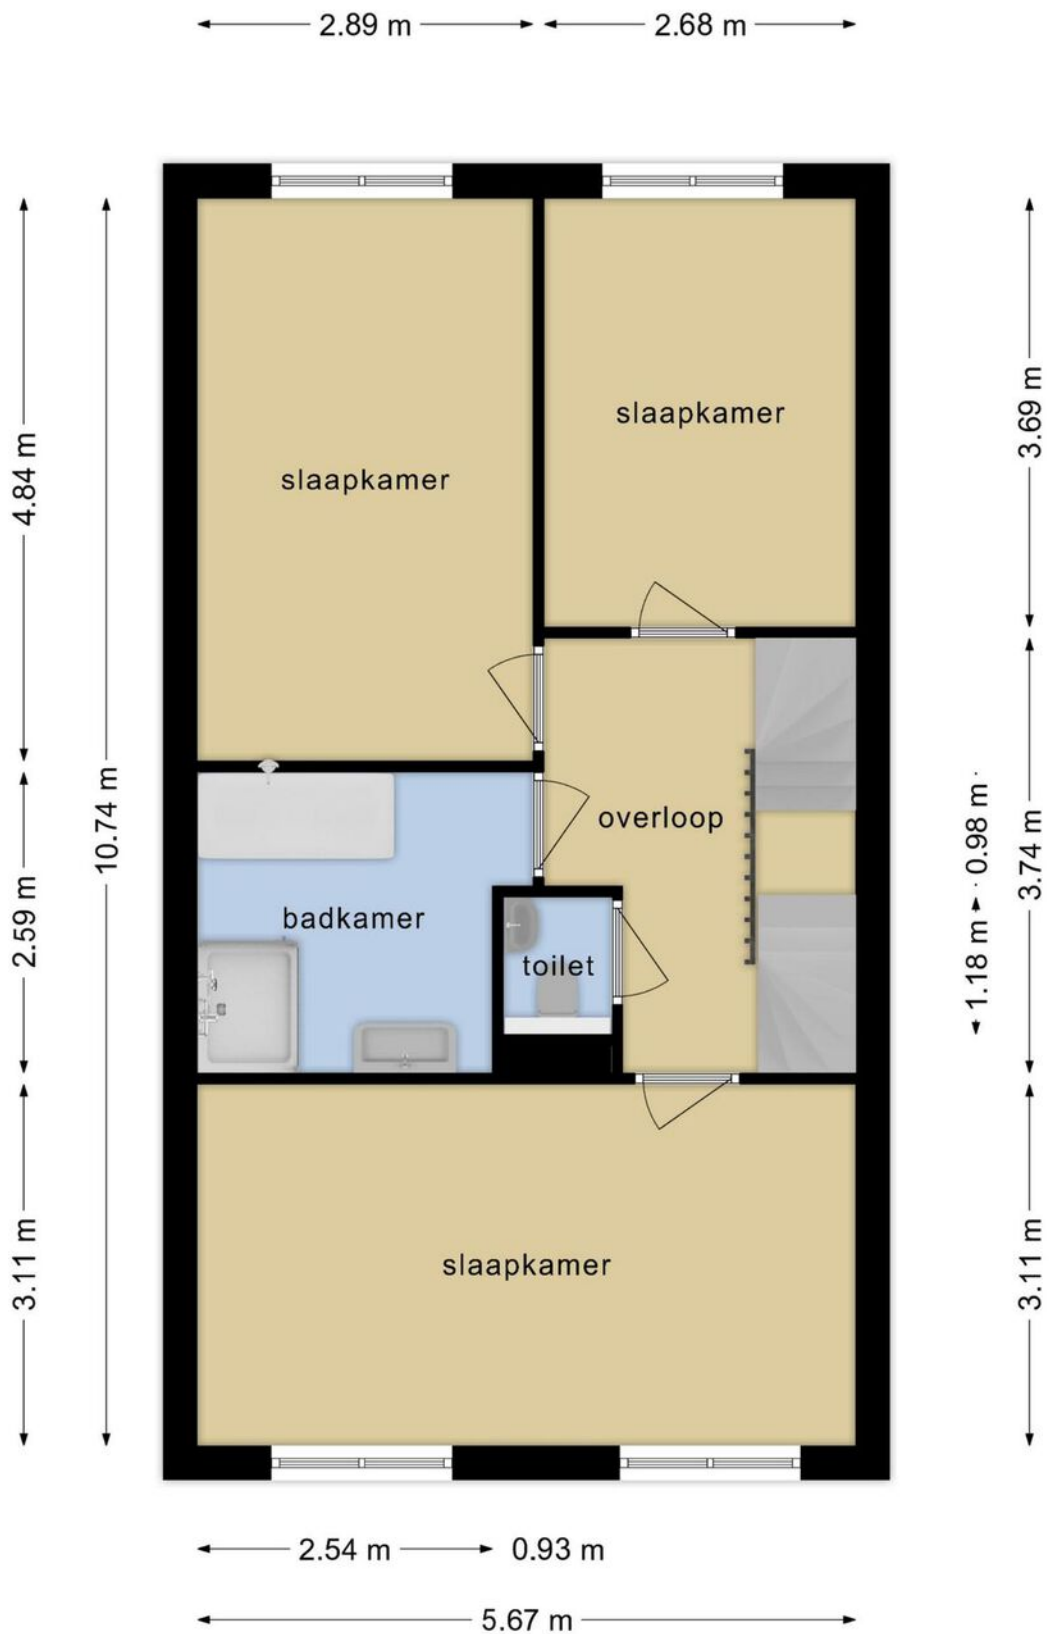 2.89 m
2.68 m
slaapkamer
slaapkamer
4.84 m
3.69 m
10.74 m
overloop
0.98 m
3.74 m
2.59 m
badkamer
toilet
1.18 m
3.11 m
slaapkamer
3.11 m
2.54 m
0.93 m
5.67 m